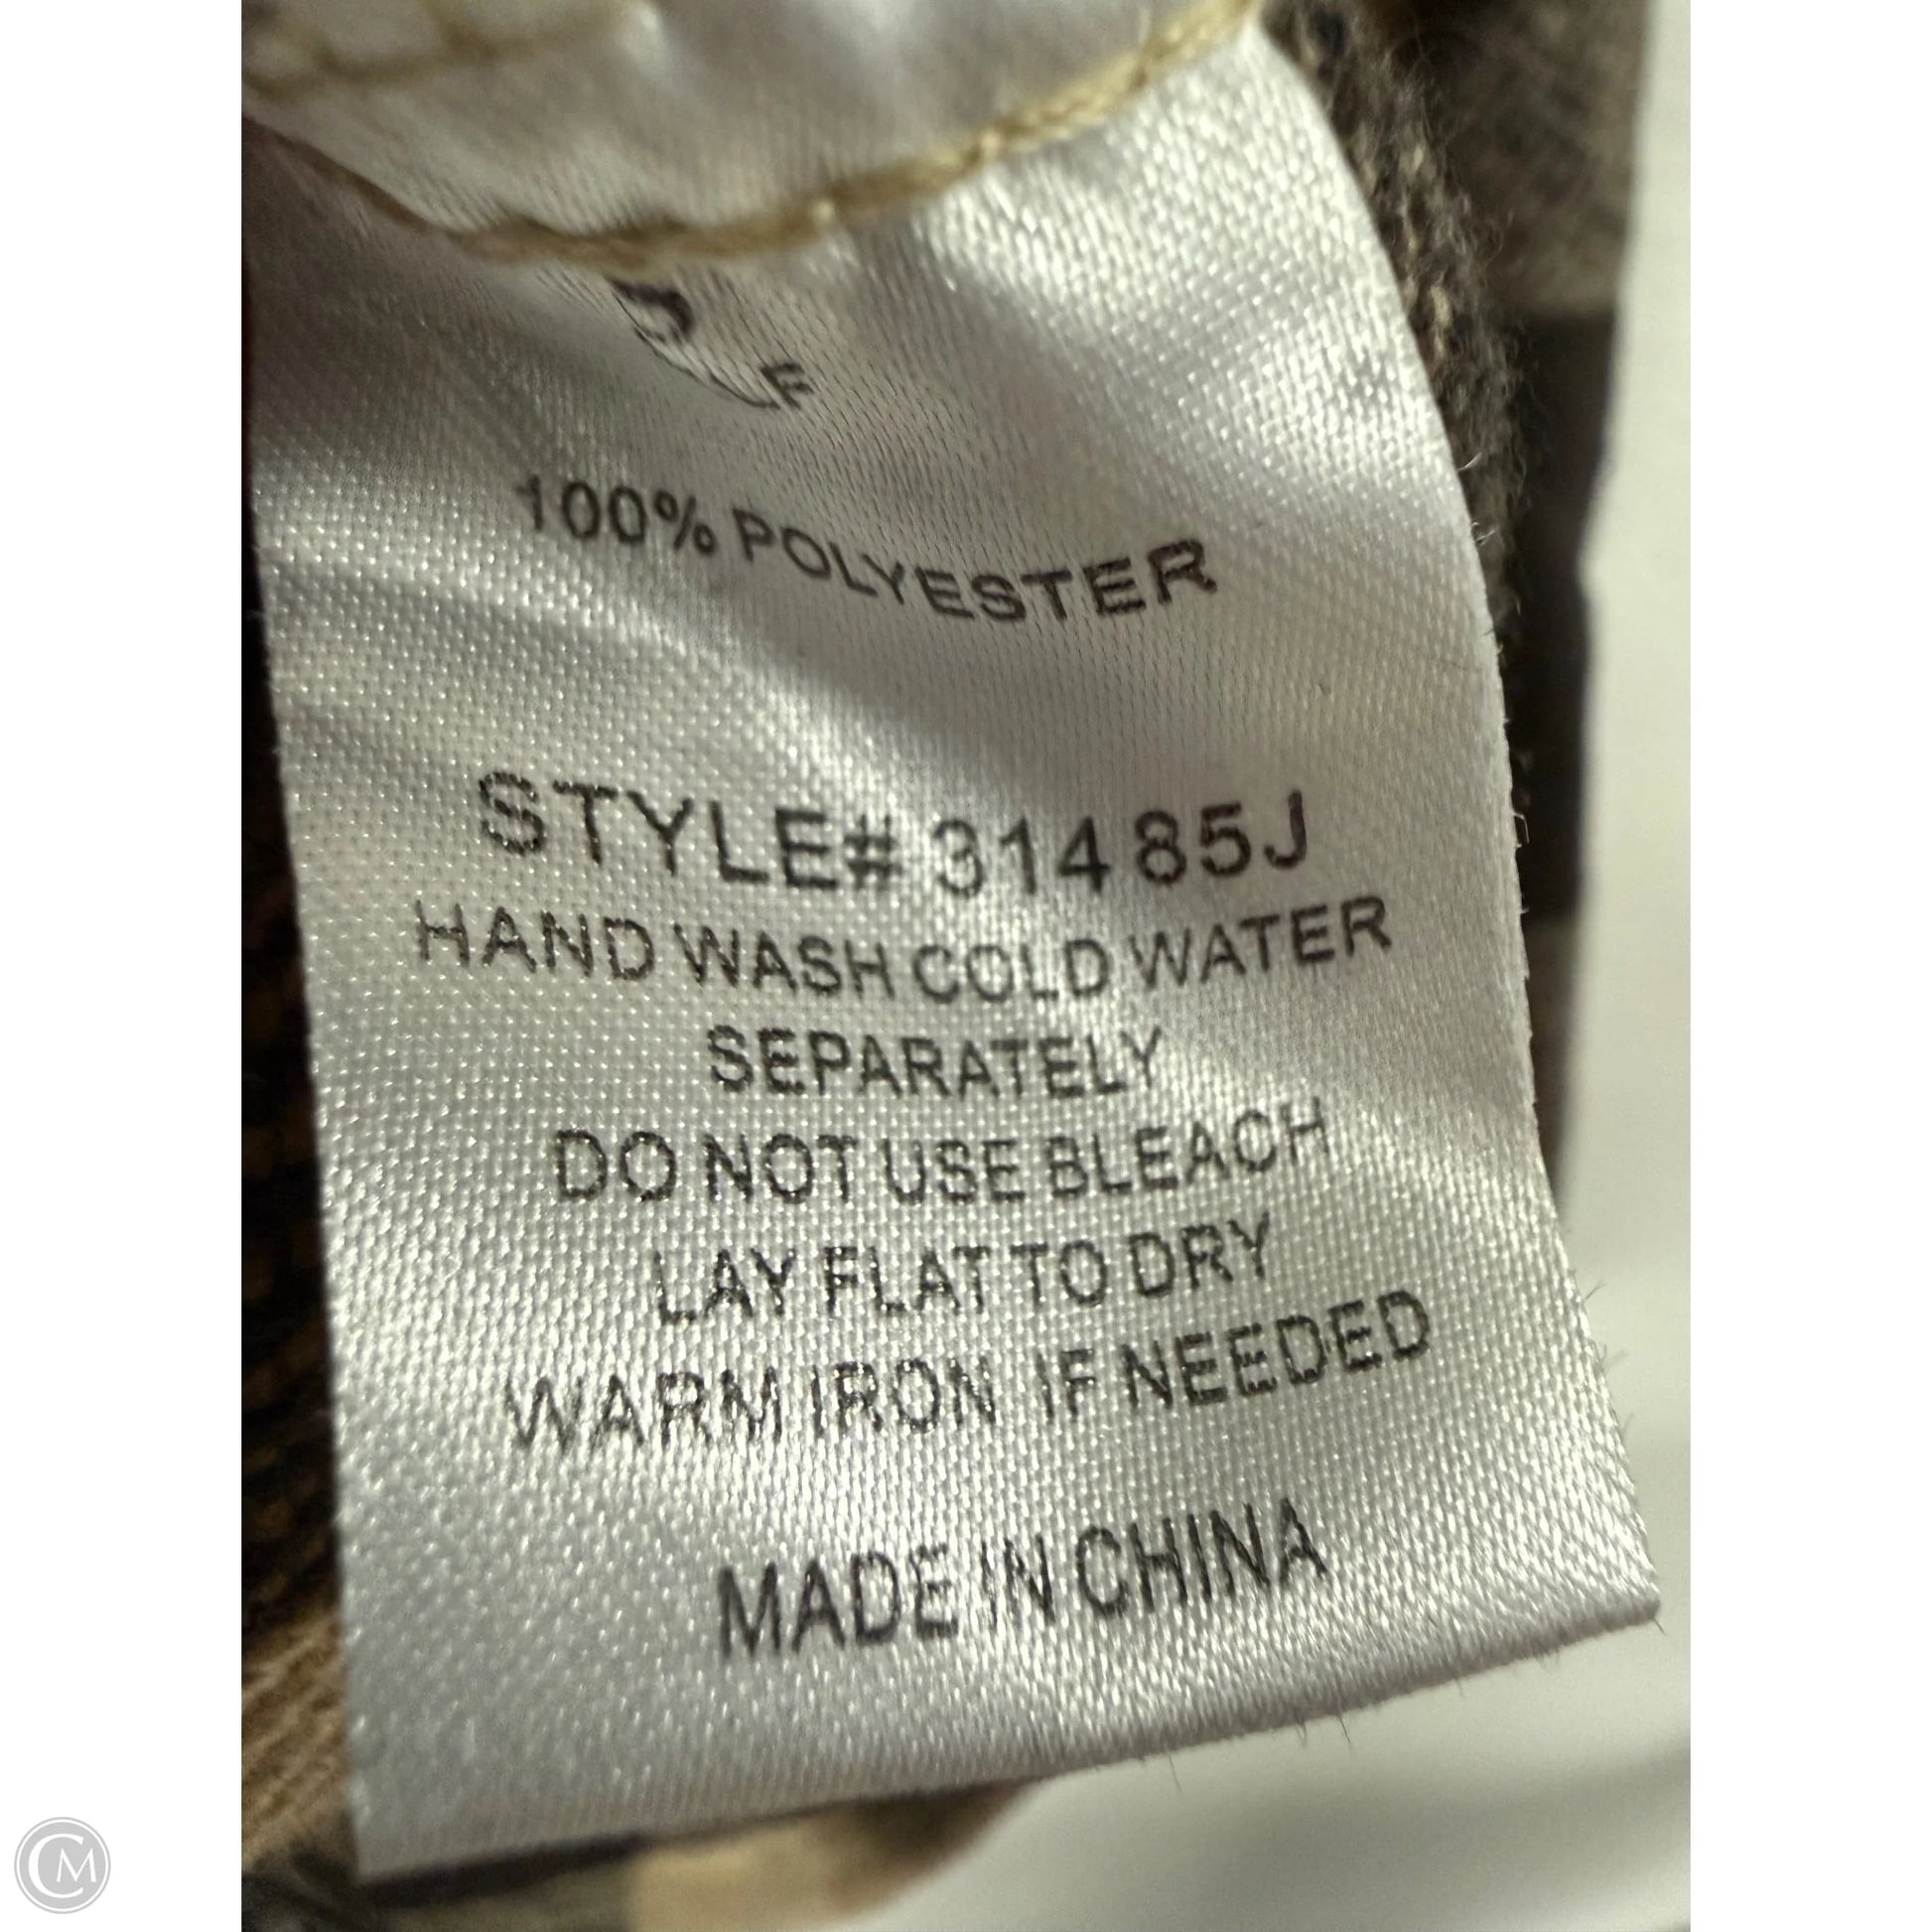 100% POLYESTER
STYLE# 31485J
HAND WASH COLD WATER
SEPARATELY
DO NOT USE BLEACH
LAY FLAT TO DRY
WARM IRON IF NEEDED
MADE IN CHINA
CM